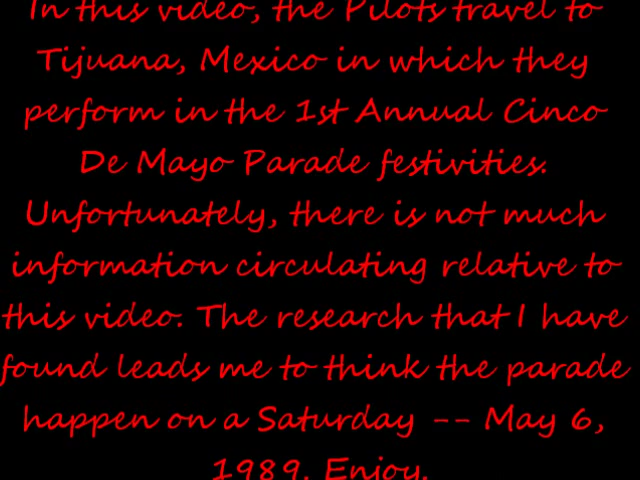 In this video, the Pilots travel to
Tijuana, Mexico in which they
perform in the 1st Annual Cinco
De Mayo Parade festivities.
Unfortunately, there is not much
information circulating relative to
this video. The research that I have
found leads me to think the parade
happen on a Saturday -- May 6,
1989. Enjoy.